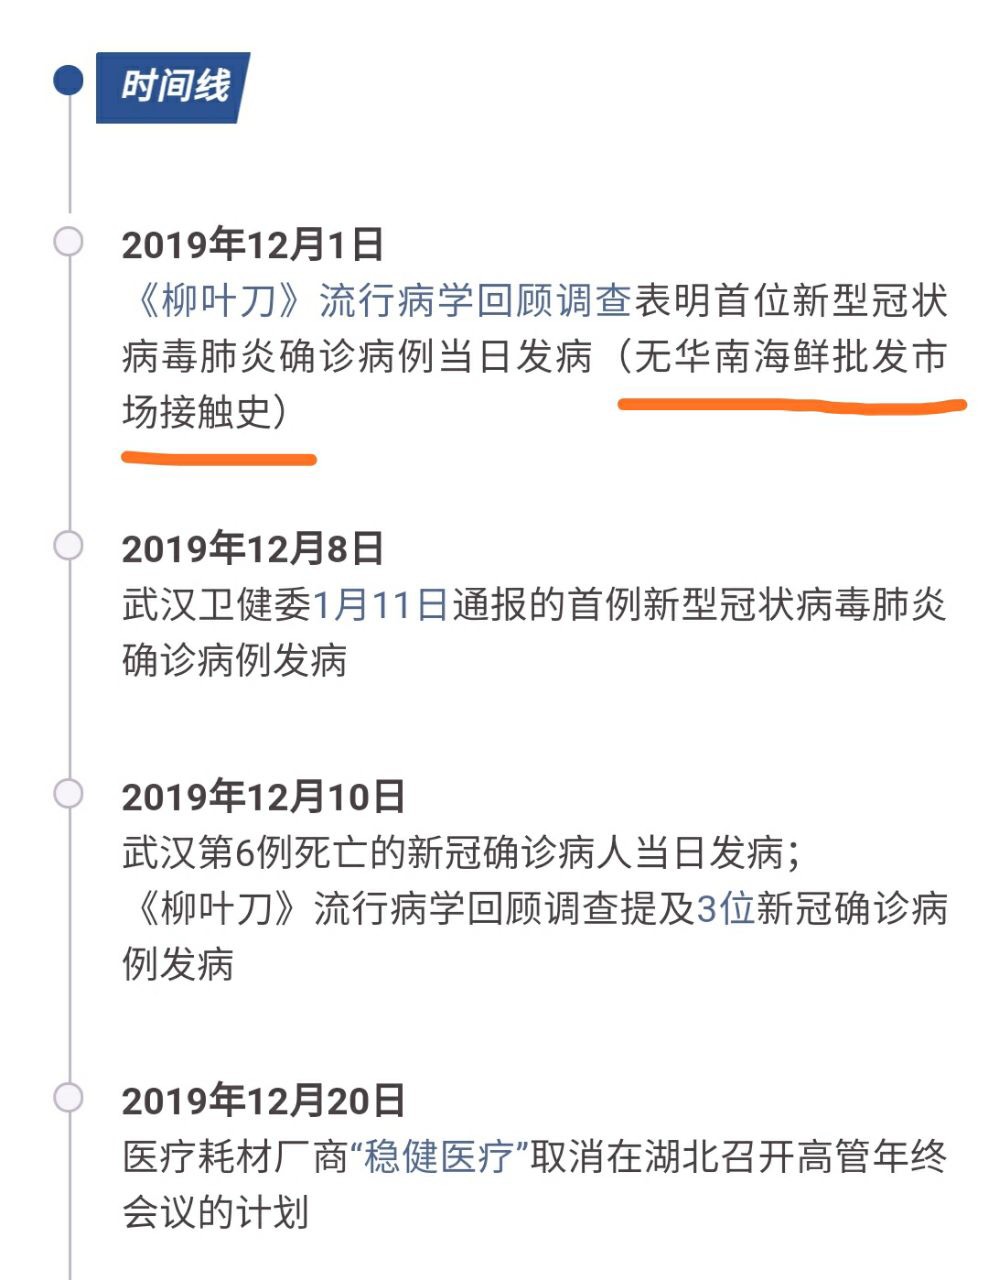 时间线
2019年12月1日
《柳叶刀》流行病学回顾调查表明首位新型冠状
病毒肺炎确诊病例当日发病（无华南海鲜批发市
场接触史）
2019年12月8日
武汉卫健委1月11日通报的首例新型冠状病毒肺炎
确诊病例发病
2019年12月10日
武汉第6例死亡的新冠确诊病人当日发病；
《柳叶刀》流行病学回顾调查提及3位新冠确诊病
例发病
2019年12月20日
医疗耗材厂商“稳健医疗”取消在湖北召开高管年终
会议的计划